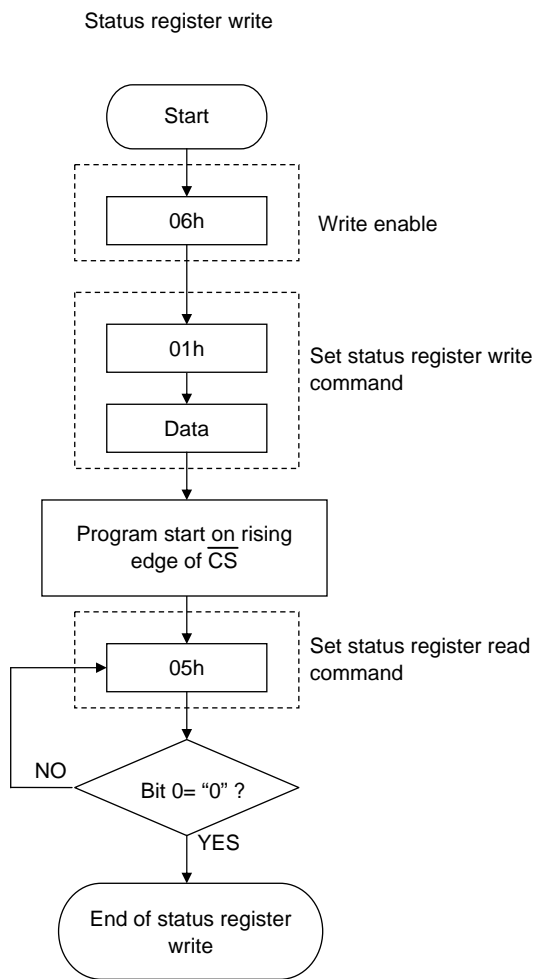 Status register write
Start
06h
Write enable
01h
Set status register write
command
Data
Program start on rising
edge of C̅S̅
05h
Set status register read
command
NO
Bit 0= “0” ?
YES
End of status register
write